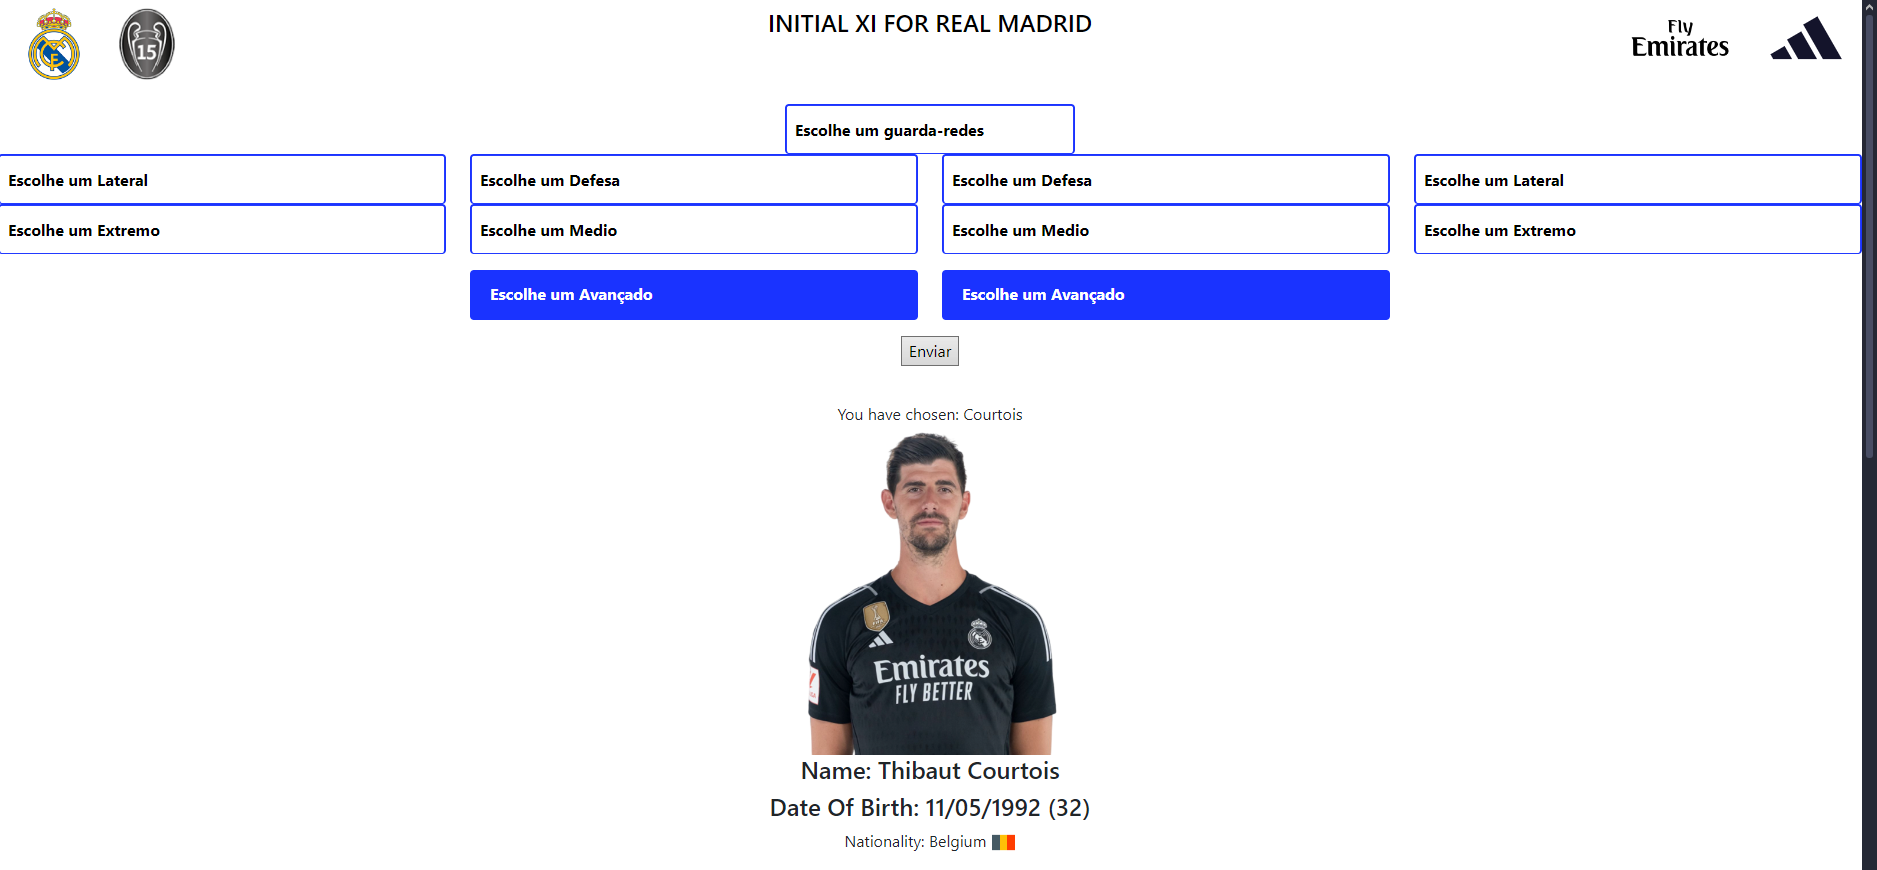 15
INITIAL XI FOR REAL MADRID
Fly
Emirates
Escolhe um guarda-redes
Escolhe um Lateral
Escolhe um Defesa
Escolhe um Defesa
Escolhe um Lateral
Escolhe um Extremo
Escolhe um Medio
Escolhe um Medio
Escolhe um Extremo
Escolhe um Avançado
Escolhe um Avançado
Enviar
You have chosen: Courtois
Emirates
FLY BETTER
Name: Thibaut Courtois
Date Of Birth: 11/05/1992 (32)
Nationality: Belgium